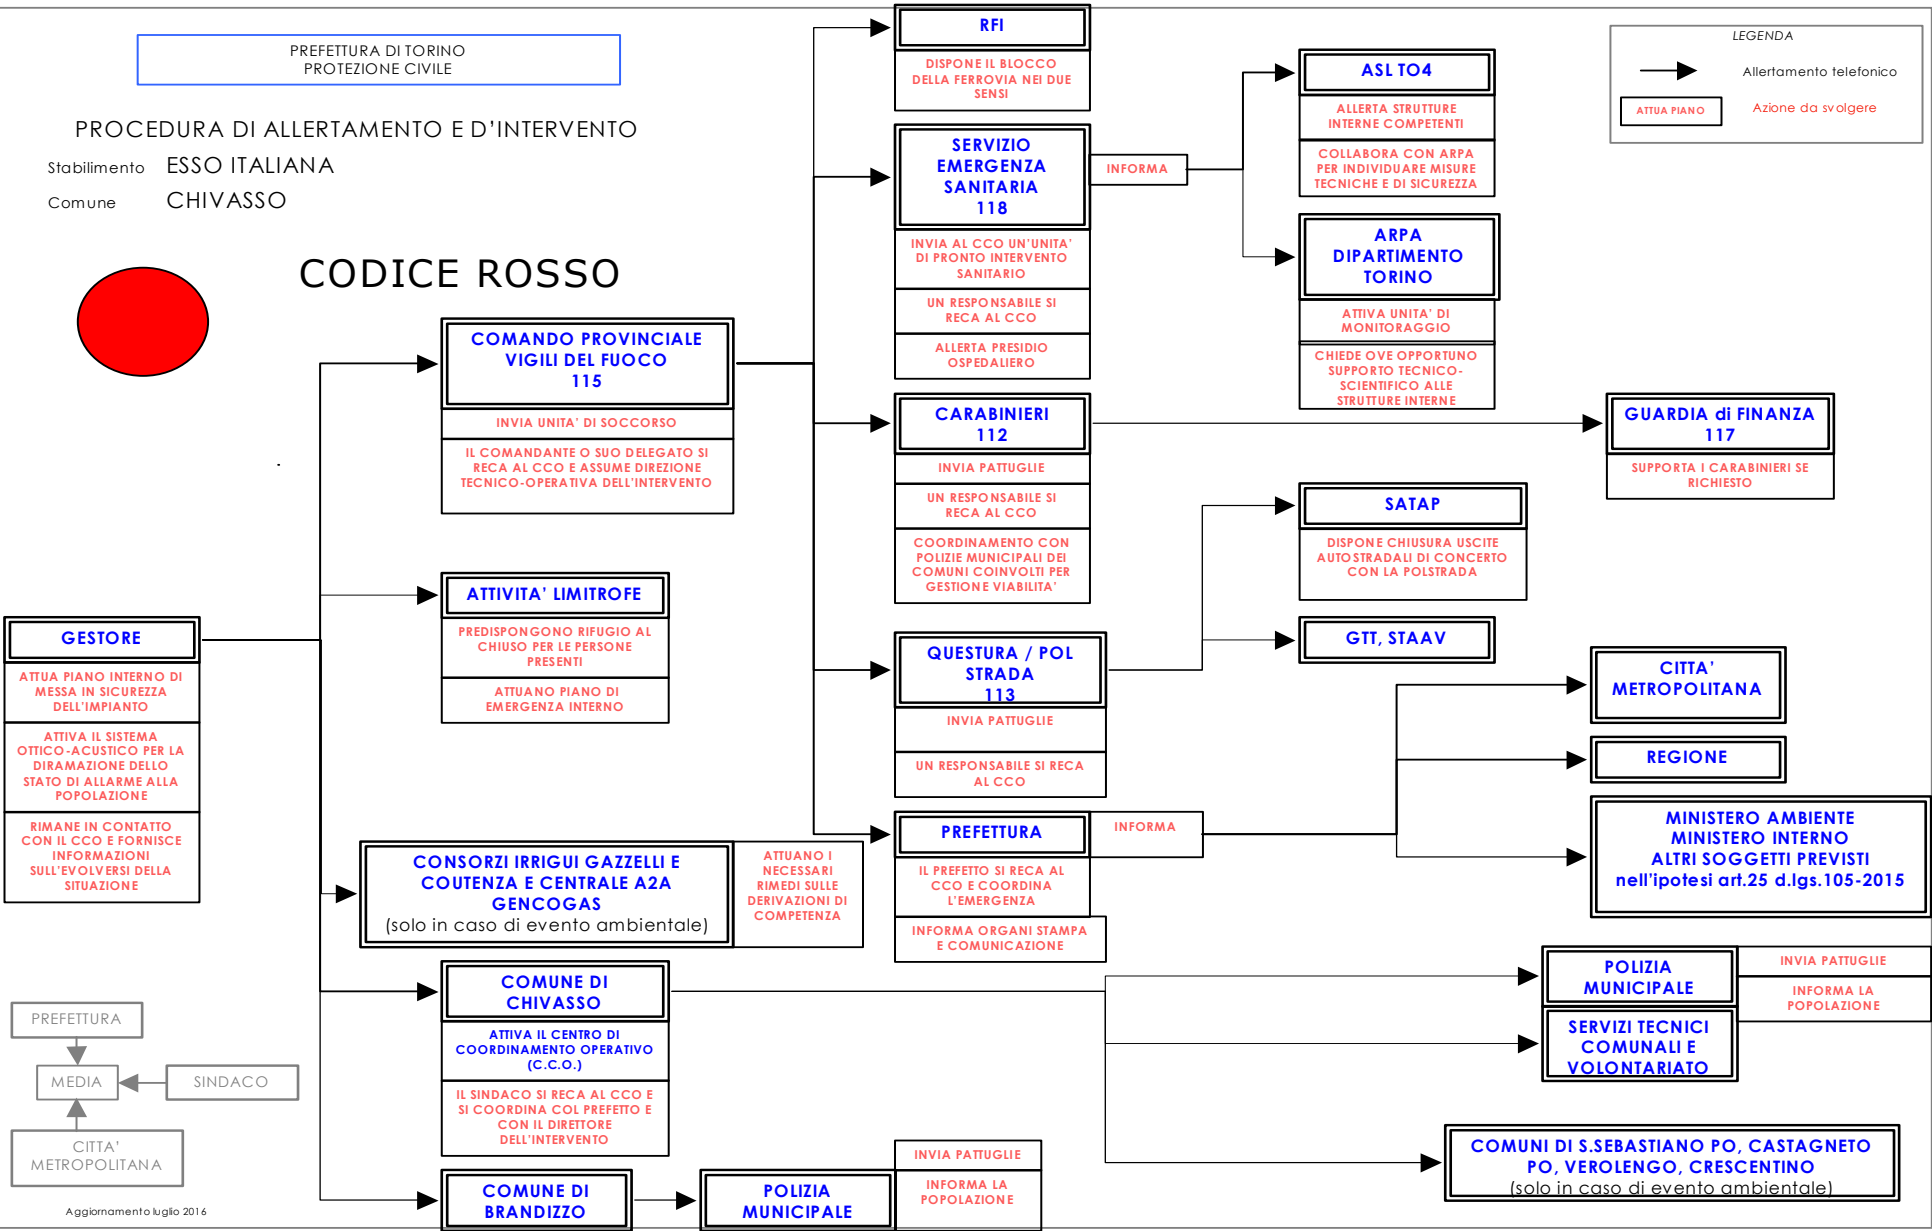 PREFETTURA DI TORINO
PROTEZIONE CIVILE
PROCEDURA DI ALLERTAMENTO E D'INTERVENTO
Stabilimento ESSO ITALIANA
Comune CHIVASSO
CODICE ROSSO
LEGENDA
Allertamento telefonico
ATTUA PIANO
Azione da svolgere
GESTORE
ATTUA PIANO INTERNO DI
MESSA IN SICUREZZA
DELL'IMPIANTO
ATTIVA IL SISTEMA
OTTICO-ACUSTICO PER LA
DIRAMAZIONE DELLO
STATO DI ALLARME ALLA
POPOLAZIONE
RIMANE IN CONTATTO
CON IL CCO E FORNISCE
INFORMAZIONI
SULL'EVOLVERSI DELLA
SITUAZIONE
COMANDO PROVINCIALE
VIGILI DEL FUOCO
115
INVIA UNITA' DI SOCCORSO
IL COMANDANTE O SUO DELEGATO SI
RECA AL CCO E ASSUME DIREZIONE
TECNICO-OPERATIVA DELL'INTERVENTO
ATTIVITA' LIMITROFE
PREDISPONGONO RIFUGIO AL
CHIUSO PER LE PERSONE
PRESENTI
ATTUANO PIANO DI
EMERGENZA INTERNO
CONSORZI IRRIGUI GAZZELLI E
COUTENZA E CENTRALE A2A
GENCOGAS
(solo in caso di evento ambientale)
ATTUANO I
NECESSARI
RIMEDI SULLE
DERIVAZIONI DI
COMPETENZA
COMUNE DI
CHIVASSO
ATTIVA IL CENTRO DI
COORDINAMENTO OPERATIVO
(C.C.O.)
IL SINDACO SI RECA AL CCO E
SI COORDINA COL PREFETTO E
CON IL DIRETTORE
DELL'INTERVENTO
COMUNE DI
BRANDIZZO
POLIZIA
MUNICIPALE
INVIA PATTUGLIE
INFORMA LA
POPOLAZIONE
RFI
DISPONE IL BLOCCO
DELLA FERROVIA NEI DUE
SENSI
SERVIZIO
EMERGENZA
SANITARIA
118
INFORMA
INVIA AL CCO UN'UNITA'
DI PRONTO INTERVENTO
SANITARIO
UN RESPONSABILE SI
RECA AL CCO
ALLERTA PRESIDIO
OSPEDALIERO
CARABINIERI
112
INVIA PATTUGLIE
UN RESPONSABILE SI
RECA AL CCO
COORDINAMENTO CON
POLIZIE MUNICIPALI DEI
COMUNI COINVOLTI PER
GESTIONE VIABILITA'
QUESTURA / POL
STRADA
113
INVIA PATTUGLIE
UN RESPONSABILE SI RECA
AL CCO
PREFETTURA
INFORMA
IL PREFETTO SI RECA AL
CCO E COORDINA
L'EMERGENZA
INFORMA ORGANI STAMPA
E COMUNICAZIONE
ASL TO4
ALLERTA STRUTTURE
INTERNE COMPETENTI
COLLABORA CON ARPA
PER INDIVIDUARE MISURE
TECNICHE E DI SICUREZZA
ARPA
DIPARTIMENTO
TORINO
ATTIVA UNITA' DI
MONITORAGGIO
CHIEDE OVE OPPORTUNO
SUPPORTO TECNICO-
SCIENTIFICO ALLE
STRUTTURE INTERNE
GUARDIA di FINANZA
117
SUPPORTA I CARABINIERI SE
RICHIESTO
SATAP
DISPONE CHIUSURA USCITE
AUTOSTRADALI DI CONCERTO
CON LA POLSTRADA
GTT, STAAV
CITTA'
METROPOLITANA
REGIONE
MINISTERO AMBIENTE
MINISTERO INTERNO
ALTRI SOGGETTI PREVISTI
nell'ipotesi art.25 d.lgs.105-2015
POLIZIA
MUNICIPALE
INVIA PATTUGLIE
INFORMA LA
POPOLAZIONE
SERVIZI TECNICI
COMUNALI E
VOLONTARIATO
COMUNI DI S.SEBASTIANO PO, CASTAGNETO
PO, VEROLENGO, CRESCENTINO
(solo in caso di evento ambientale)
PREFETTURA
MEDIA
SINDACO
CITTA'
METROPOLITANA
Aggiornamento luglio 2016